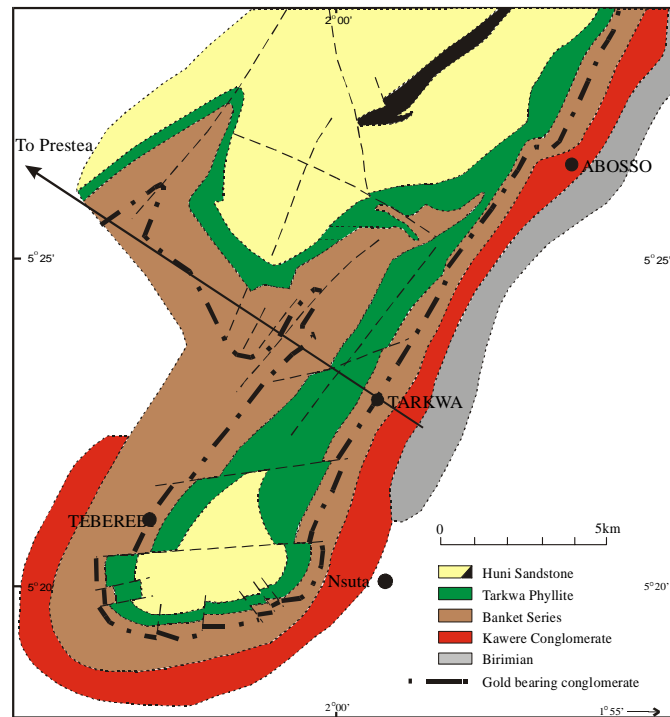 2°00'
To Prestea
ABOSSO
5°25'
5°25'
TARKWA
TEBEREE
0
5km
Nsuta
5°20'
5°20'
Huni Sandstone
Tarkwa Phyllite
Banket Series
Kawere Conglomerate
Birimian
Gold bearing conglomerate
2°00'
1°55'